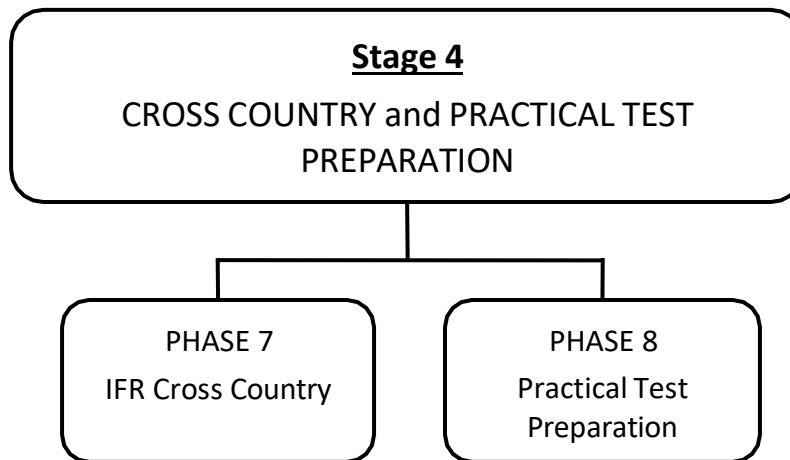 Stage 4
CROSS COUNTRY and PRACTICAL TEST
PREPARATION
PHASE 7
IFR Cross Country
PHASE 8
Practical Test
Preparation